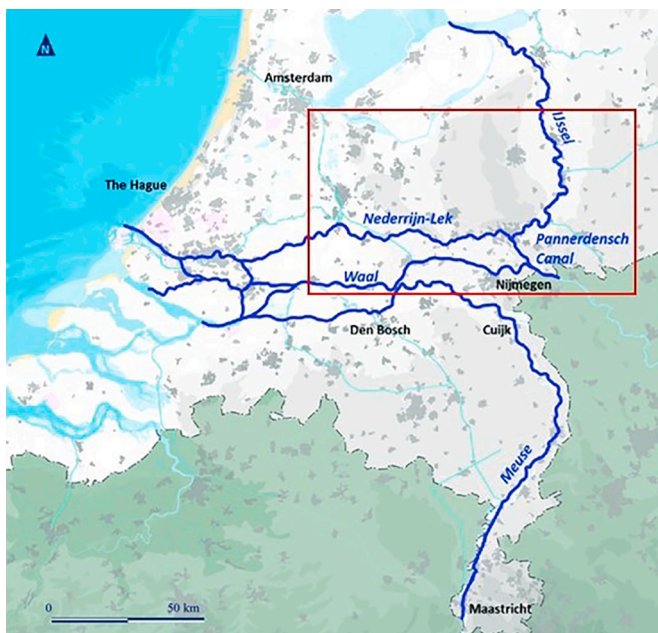 N
Amsterdam
IJssel
The Hague
Nederrijn-Lek
Pannerdensch
Canal
Waal
Nijmegen
Den Bosch
Cuijk
Meuse
Maastricht
0 50 km